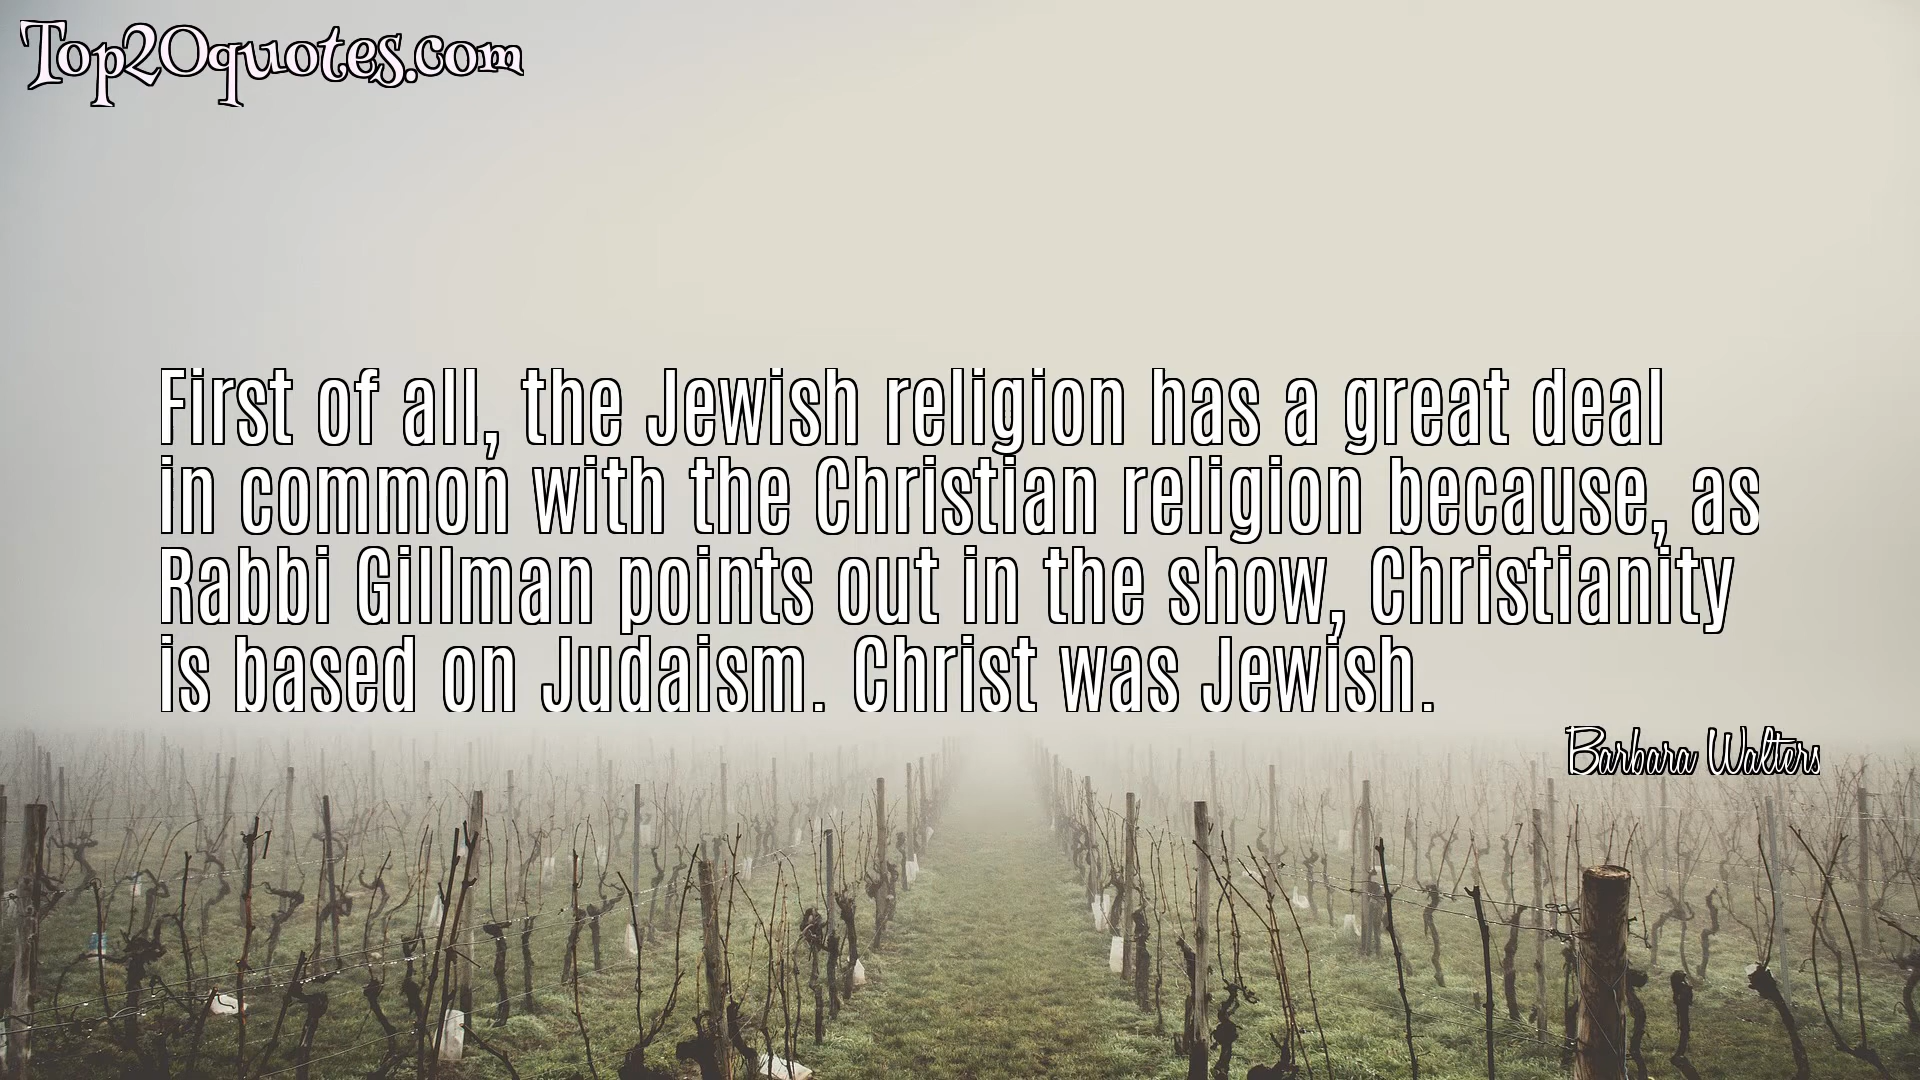 Top20quotes.com
First of all, the Jewish religion has a great deal
in common with the Christian religion because, as
Rabbi Gillman points out in the show, Christianity
is based on Judaism. Christ was Jewish.
Barbara Walters